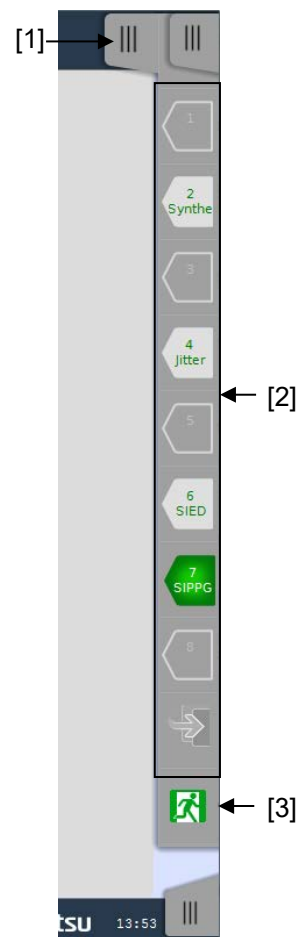 [1]
1
2
Synthe
3
4
Jitter
[2]
5
6
SIED
7
SIPPG
8
[3]
tsu 13:53